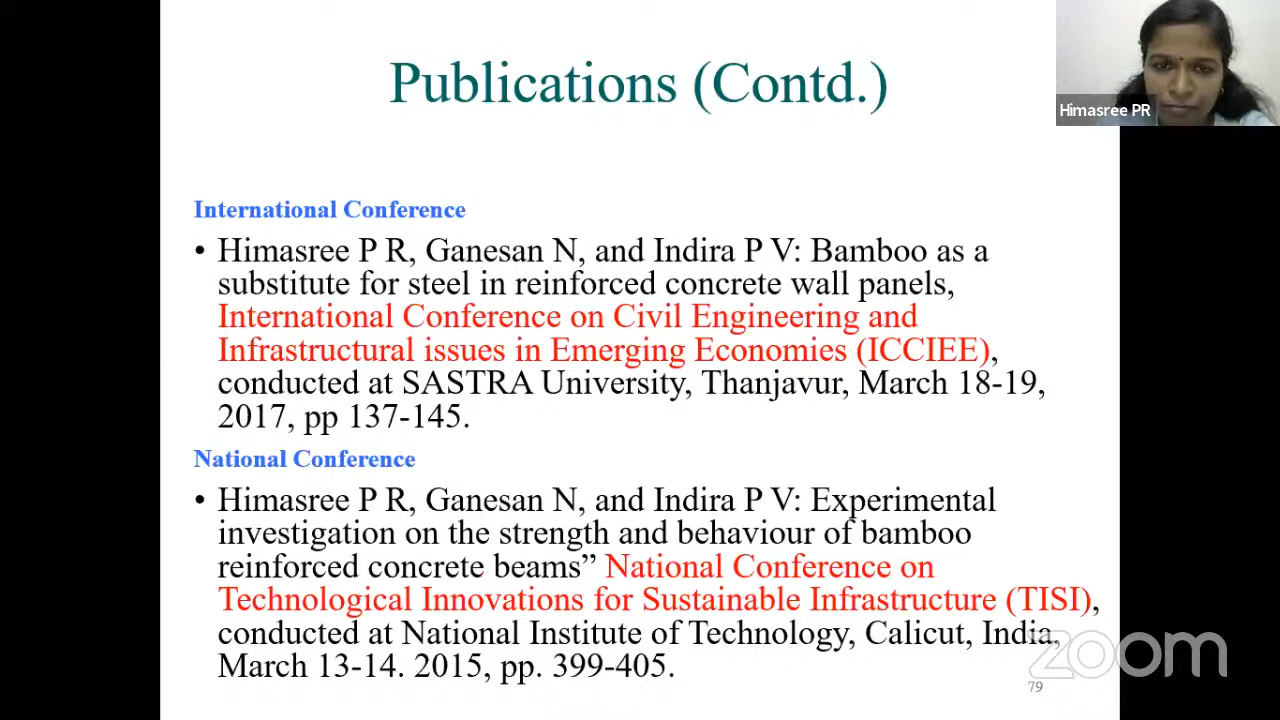 Publications (Contd.)
Himasree PR
International Conference
• Himasree P R, Ganesan N, and Indira P V: Bamboo as a
substitute for steel in reinforced concrete wall panels,
International Conference on Civil Engineering and
Infrastructural issues in Emerging Economies (ICCIEE),
conducted at SASTRA University, Thanjavur, March 18-19,
2017, pp 137-145.
National Conference
• Himasree P R, Ganesan N, and Indira P V: Experimental
investigation on the strength and behaviour of bamboo
reinforced concrete beams” National Conference on
Technological Innovations for Sustainable Infrastructure (TISI),
conducted at National Institute of Technology, Calicut, India,
March 13-14. 2015, pp. 399-405.
zoom
79